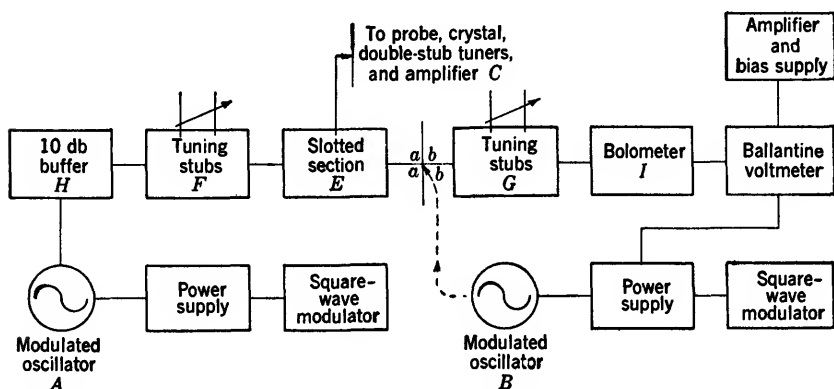 To probe, crystal,
double-stub tuners,
and amplifier C
Amplifier
and
bias supply
10 db
buffer
H
Tuning
stubs
F
Slotted
section
E
a b
a b
Tuning
stubs
G
Bolometer
I
Ballantine
voltmeter
Power
supply
Square-
wave
modulator
Modulated
oscillator
A
Modulated
oscillator
B
Power
supply
Square-
wave
modulator